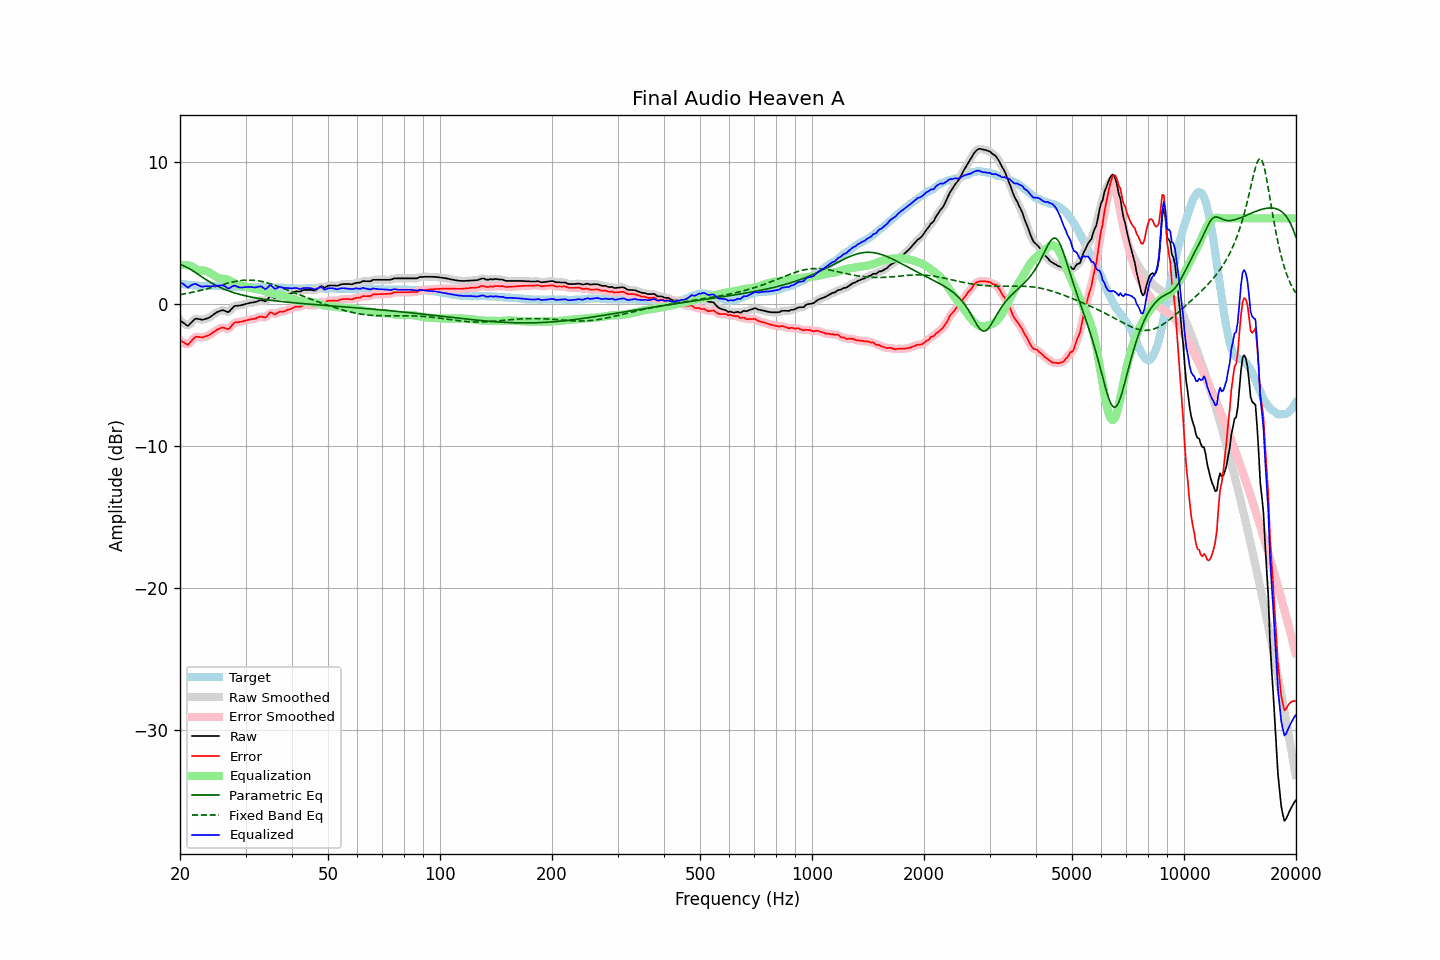 Final Audio Heaven A
10
0
−10
−20
−30
Amplitude (dBr)
Target
Raw Smoothed
Error Smoothed
Raw
Error
Equalization
Parametric Eq
Fixed Band Eq
Equalized
20 50 100 200 500 1000 2000 5000 10000 20000
Frequency (Hz)